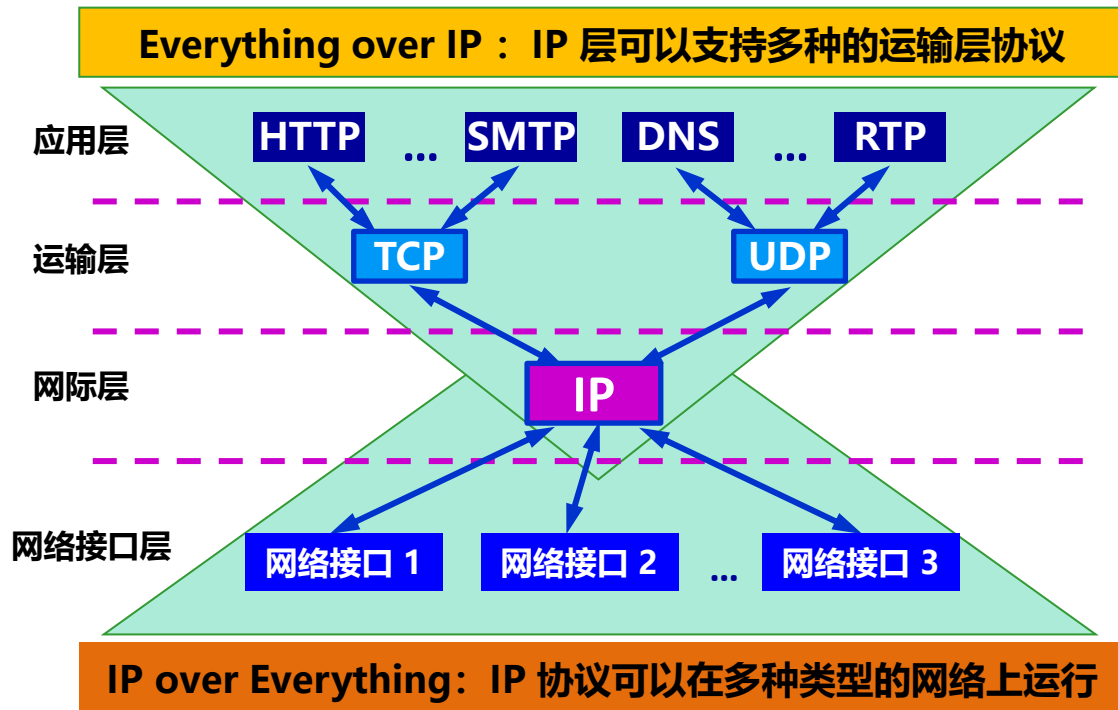 Everything over IP ：IP 层可以支持多种的运输层协议
应用层
HTTP ... SMTP DNS ... RTP
运输层
TCP UDP
网际层
IP
网络接口层
网络接口 1 网络接口 2 ... 网络接口 3
IP over Everything：IP 协议可以在多种类型的网络上运行